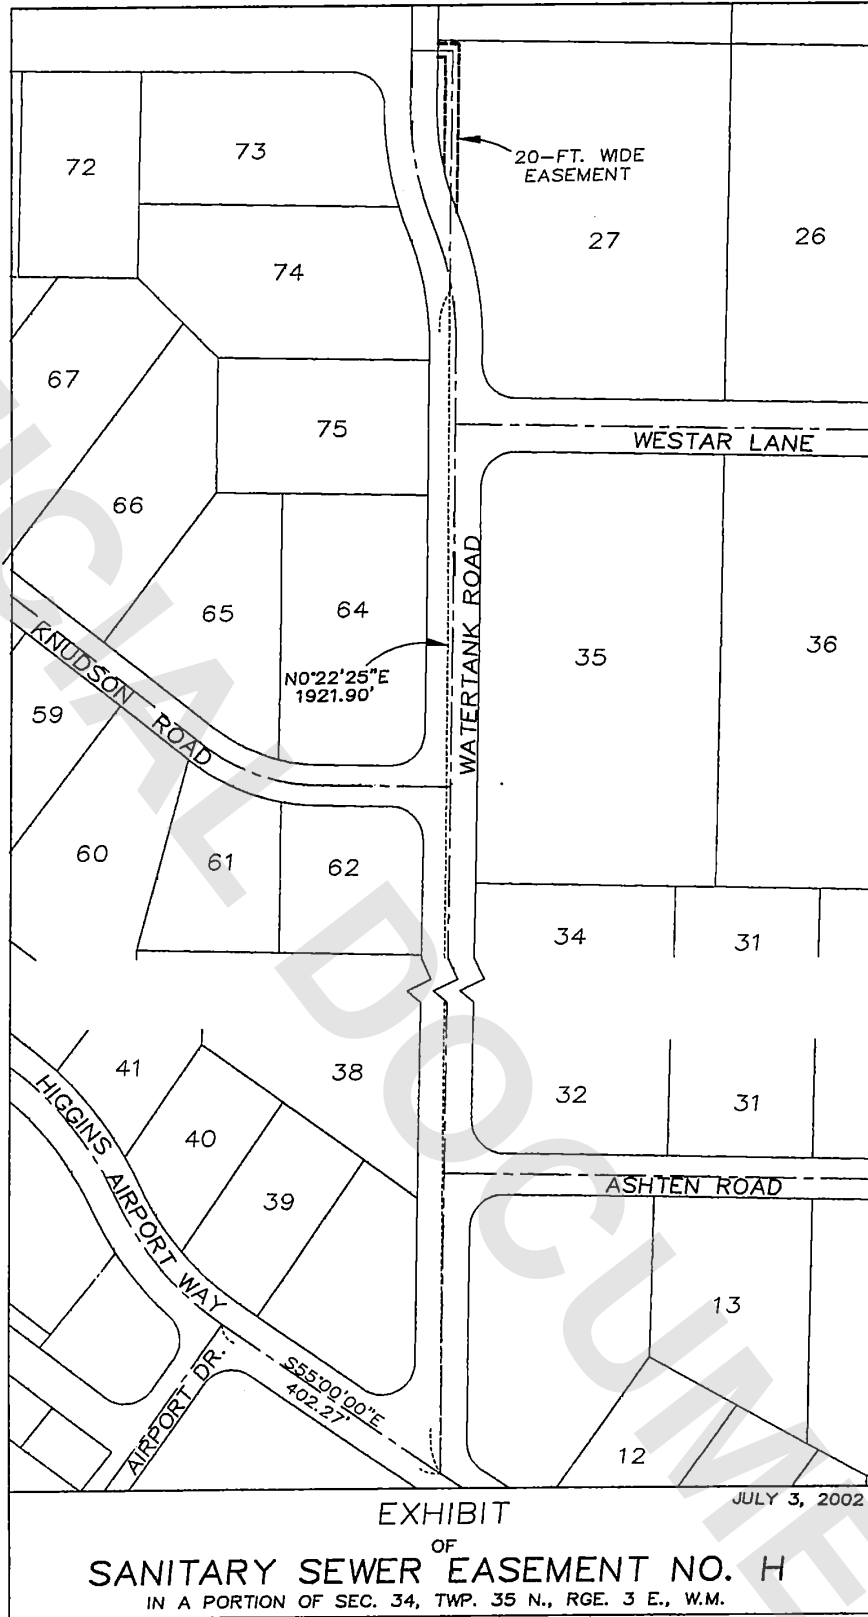 72
73
74
67
75
66
65
64
20-FT. WIDE
EASEMENT
27
26
WESTAR LANE
WATERTANK ROAD
N0°22'25"E
1921.90'
35
36
KNUDSON ROAD
59
60
61
62
34
31
41
38
40
39
32
31
HIGGINS AIRPORT WAY
ASHTEN ROAD
13
12
S55°00'00"E
402.27'
AIRPORT DR.
JULY 3, 2002
EXHIBIT
OF
SANITARY SEWER EASEMENT NO. H
IN A PORTION OF SEC. 34, TWP. 35 N., RGE. 3 E., W.M.
CIAL DOCUME